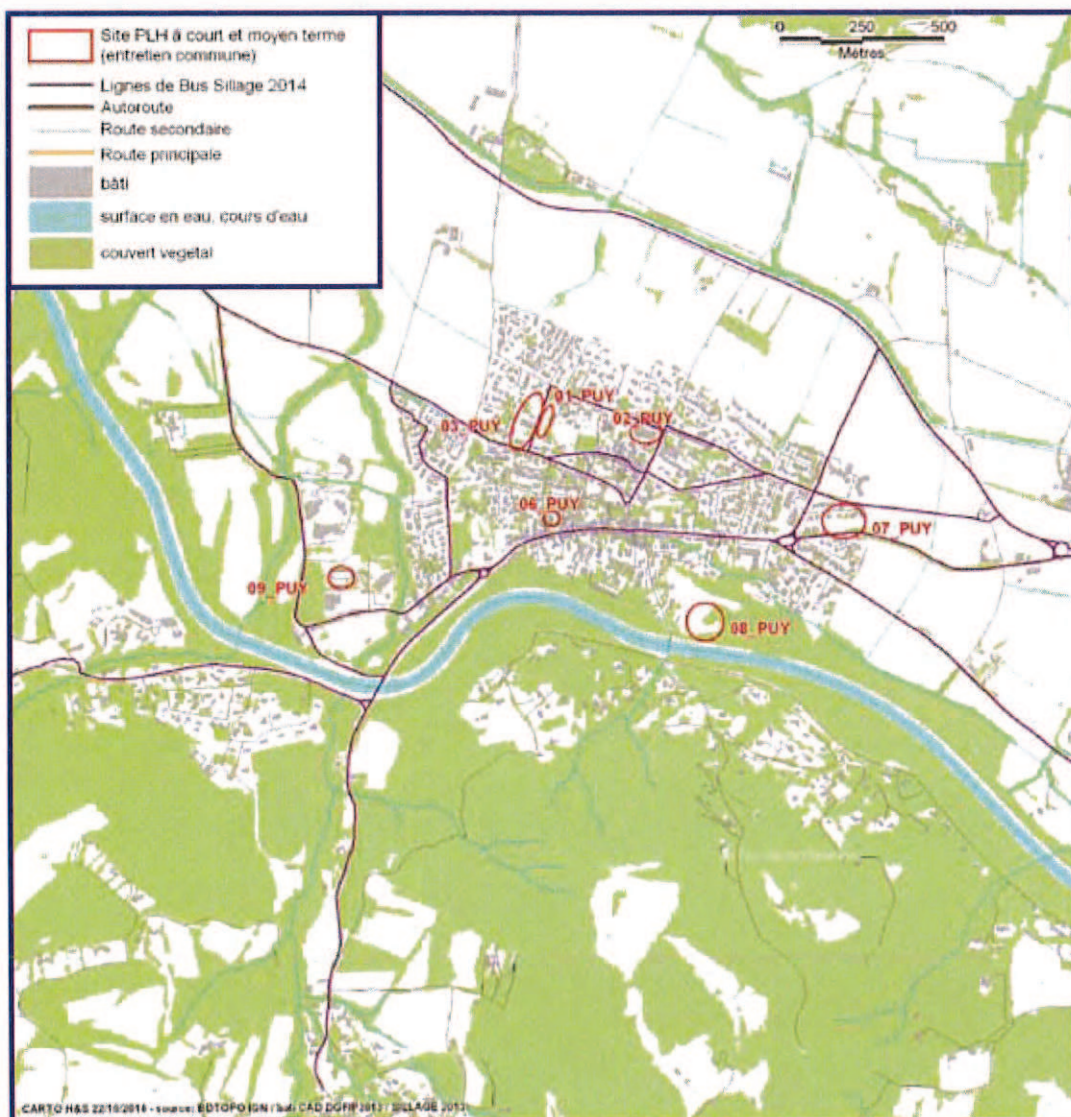 Site PLH à court et moyen terme
(entretien commune)
Lignes de Bus Sillage 2014
Autoroute
Route secondaire
Route principale
bâti
surface en eau, cours d'eau
couvert végétal
0 250 500
Mètres
01_PUY
03_PUY
02_PUY
06_PUY
07_PUY
09_PUY
08_PUY
CARTO H&S 22/10/2014 - source: BDTOPO IGN / bati CAD DGFIP 2013 / SILLAGE 2013